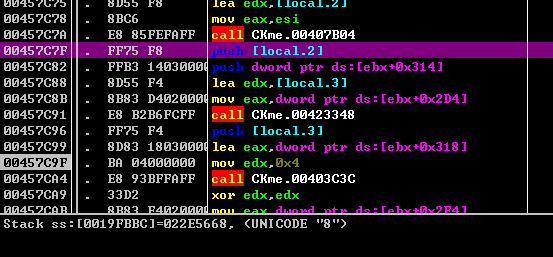 00457C75 . 8D55 F8 lea edx,[local.2]
00457C78 . 8BC6 mov eax,esi
00457C7A . E8 85FEFAFF call CKme.00407B04
00457C7F . FF75 F8 push [local.2]
00457C82 . FFB3 14030000 push dword ptr ds:[ebx+0x314]
00457C88 . 8D55 F4 lea edx,[local.3]
00457C8B . 8B83 D4020000 mov eax,dword ptr ds:[ebx+0x2D4]
00457C91 . E8 B2B6FCFF call CKme.00423348
00457C96 . FF75 F4 push [local.3]
00457C99 . 8D83 18030000 lea eax,dword ptr ds:[ebx+0x318]
00457C9F . BA 04000000 mov edx,0x4
00457CA4 . E8 93BFFAFF call CKme.00403C3C
00457CA9 . 33D2 xor edx,edx
00457CAB . 8B83 F4020000 mov eax,dword ptr ds:[ebx+0x2F4]
Stack ss:[0019FBBC]=022E5668, (UNICODE "8")